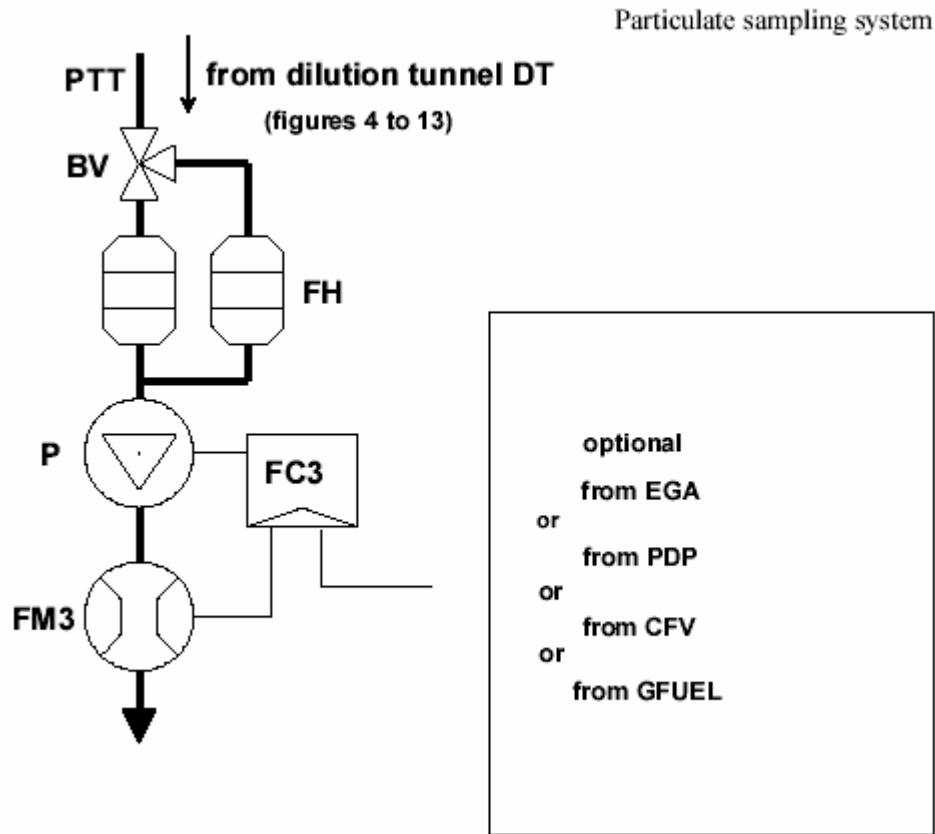 Particulate sampling system
PTT
from dilution tunnel DT
(figures 4 to 13)
BV
FH
P
FC3
FM3
optional
from EGA
or
from PDP
or
from CFV
or
from GFUEL